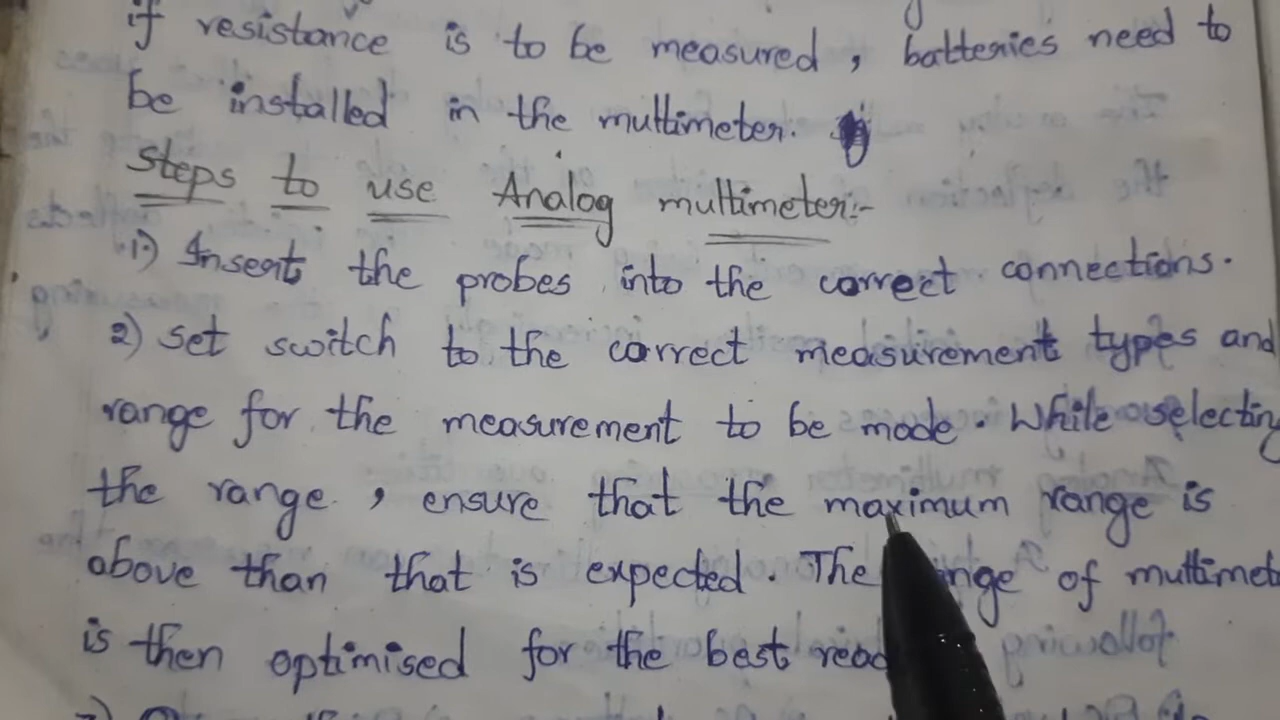 if resistance is to be measured, batteries need to
be installed in the multimeter.
Steps to use Analog multimeter:-
1) Insert the probes into the correct connections.
2) Set switch to the correct measurement types and
range for the measurement to be made. While selecting
the range, ensure that the maximum range is
above than that is expected. The of
is then optimised for the best